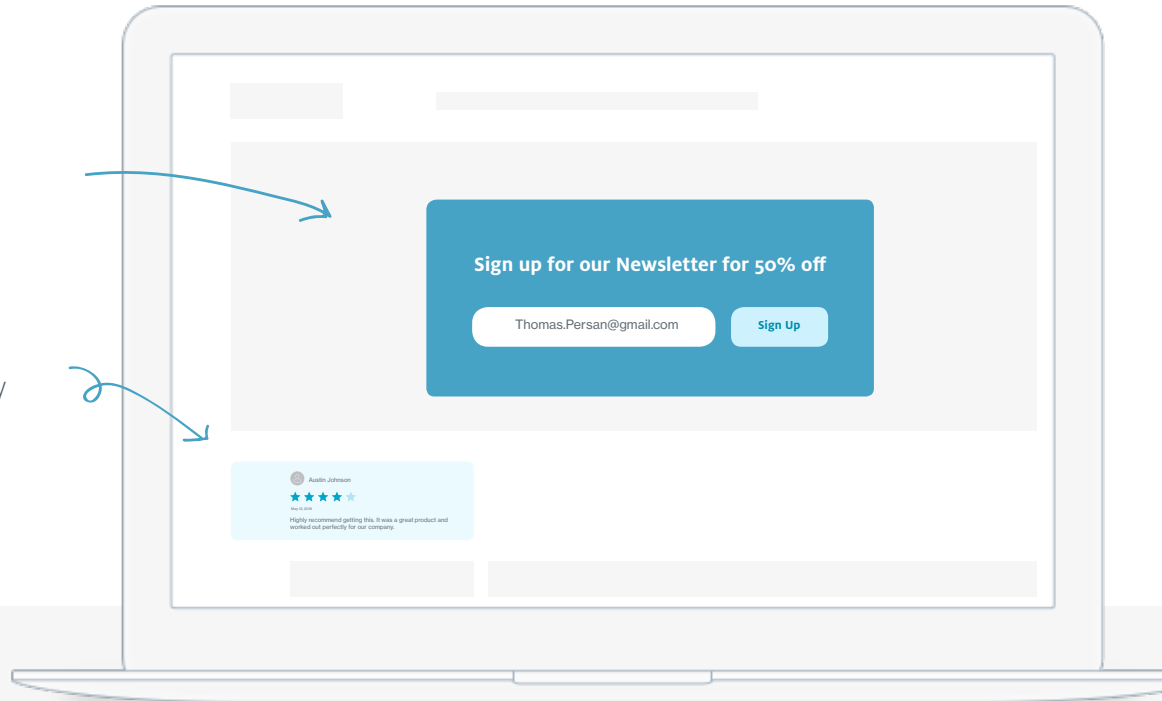 Sign up for our Newsletter for 50% off
Thomas.Persan@gmail.com
Sign Up
Austin Johnson
Highly recommend getting this. It was a great product and
worked out perfectly for our company.